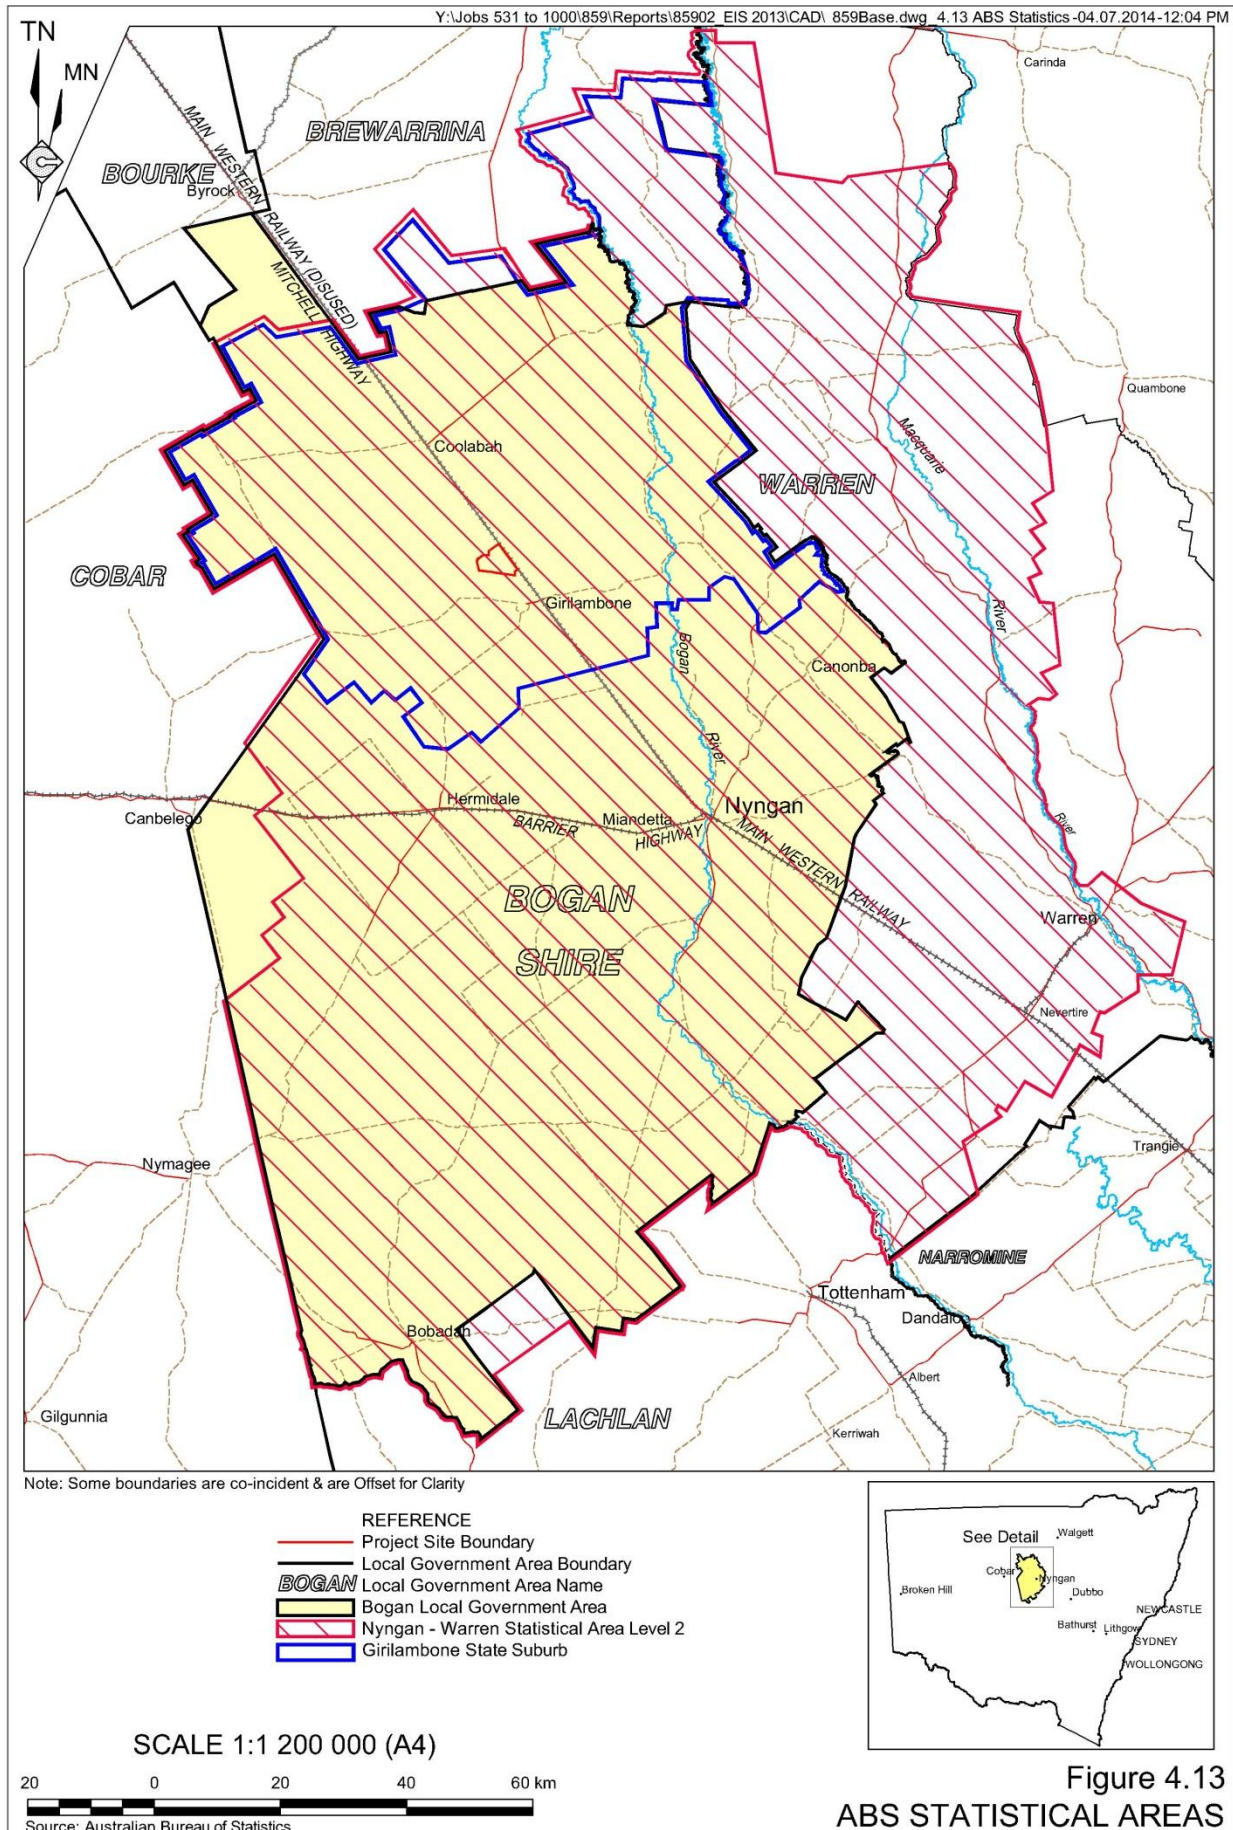 Y:\Jobs 531 to 1000\859\Reports\85902_EIS 2013\CAD\ 859Base.dwg_4.13 ABS Statistics -04.07.2014-12:04 PM
TN
MN
Carinda
BREWARRINA
BOURKE
Byrock
MAIN WESTERN RAILWAY (DISUSED)
MITCHELL HIGHWAY
Quambone
Coolabah
Macquarie
WARREN
COBAR
Girilambone
River
Bogan
Canonba
River
Canbelego
Hermidale
Nyngan
Miandetta
BARRIER
HIGHWAY
MAIN WESTERN RAILWAY
River
BOGAN
SHIRE
Warren
Nevertire
Trangie
Nymagee
NARROMINE
Tottenham
Dandaloo
Bobadah
Albert
Gilgunnia
LACHLAN
Kerriwah
Note: Some boundaries are co-incident & are Offset for Clarity
REFERENCE
Project Site Boundary
Local Government Area Boundary
BOGAN Local Government Area Name
Bogan Local Government Area
Nyngan - Warren Statistical Area Level 2
Girilambone State Suburb
See Detail
Walgett
Cobar
Nyngan
Broken Hill
Dubbo
NEWCASTLE
Bathurst
Lithgow
SYDNEY
WOLLONGONG
SCALE 1:1 200 000 (A4)
20 0 20 40 60 km
Source: Australian Bureau of Statistics
Figure 4.13
ABS STATISTICAL AREAS